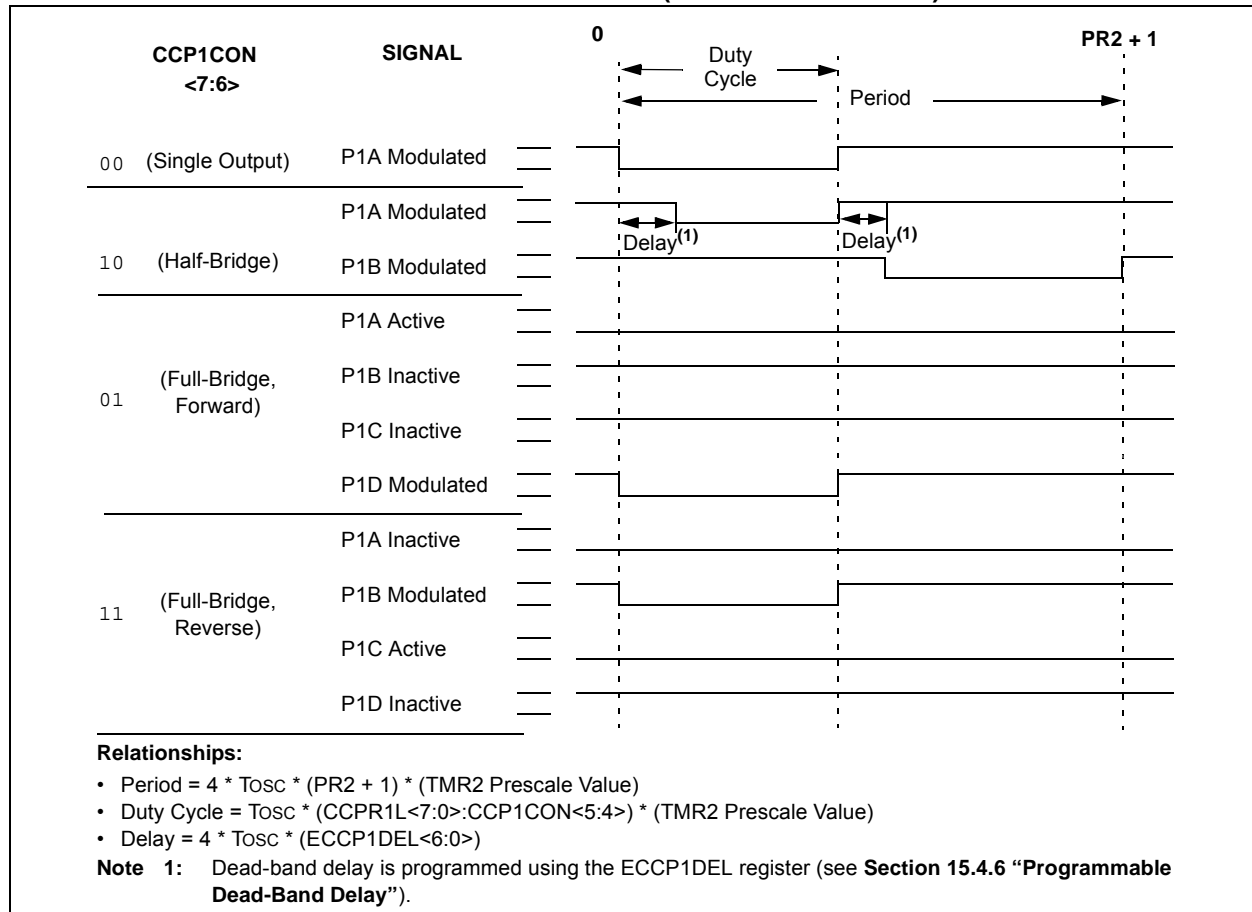 0
PR2 + 1
CCP1CON
<7:6>
SIGNAL
Duty
Cycle
Period
00 (Single Output) P1A Modulated
P1A Modulated
Delay(1) Delay(1)
10 (Half-Bridge) P1B Modulated
P1A Active
P1B Inactive
01 (Full-Bridge,
Forward)
P1C Inactive
P1D Modulated
P1A Inactive
P1B Modulated
11 (Full-Bridge,
Reverse)
P1C Active
P1D Inactive
Relationships:
• Period = 4 * TOSC * (PR2 + 1) * (TMR2 Prescale Value)
• Duty Cycle = TOSC * (CCPR1L<7:0>:CCP1CON<5:4>) * (TMR2 Prescale Value)
• Delay = 4 * TOSC * (ECCP1DEL<6:0>)
Note 1: Dead-band delay is programmed using the ECCP1DEL register (see Section 15.4.6 “Programmable
Dead-Band Delay”).